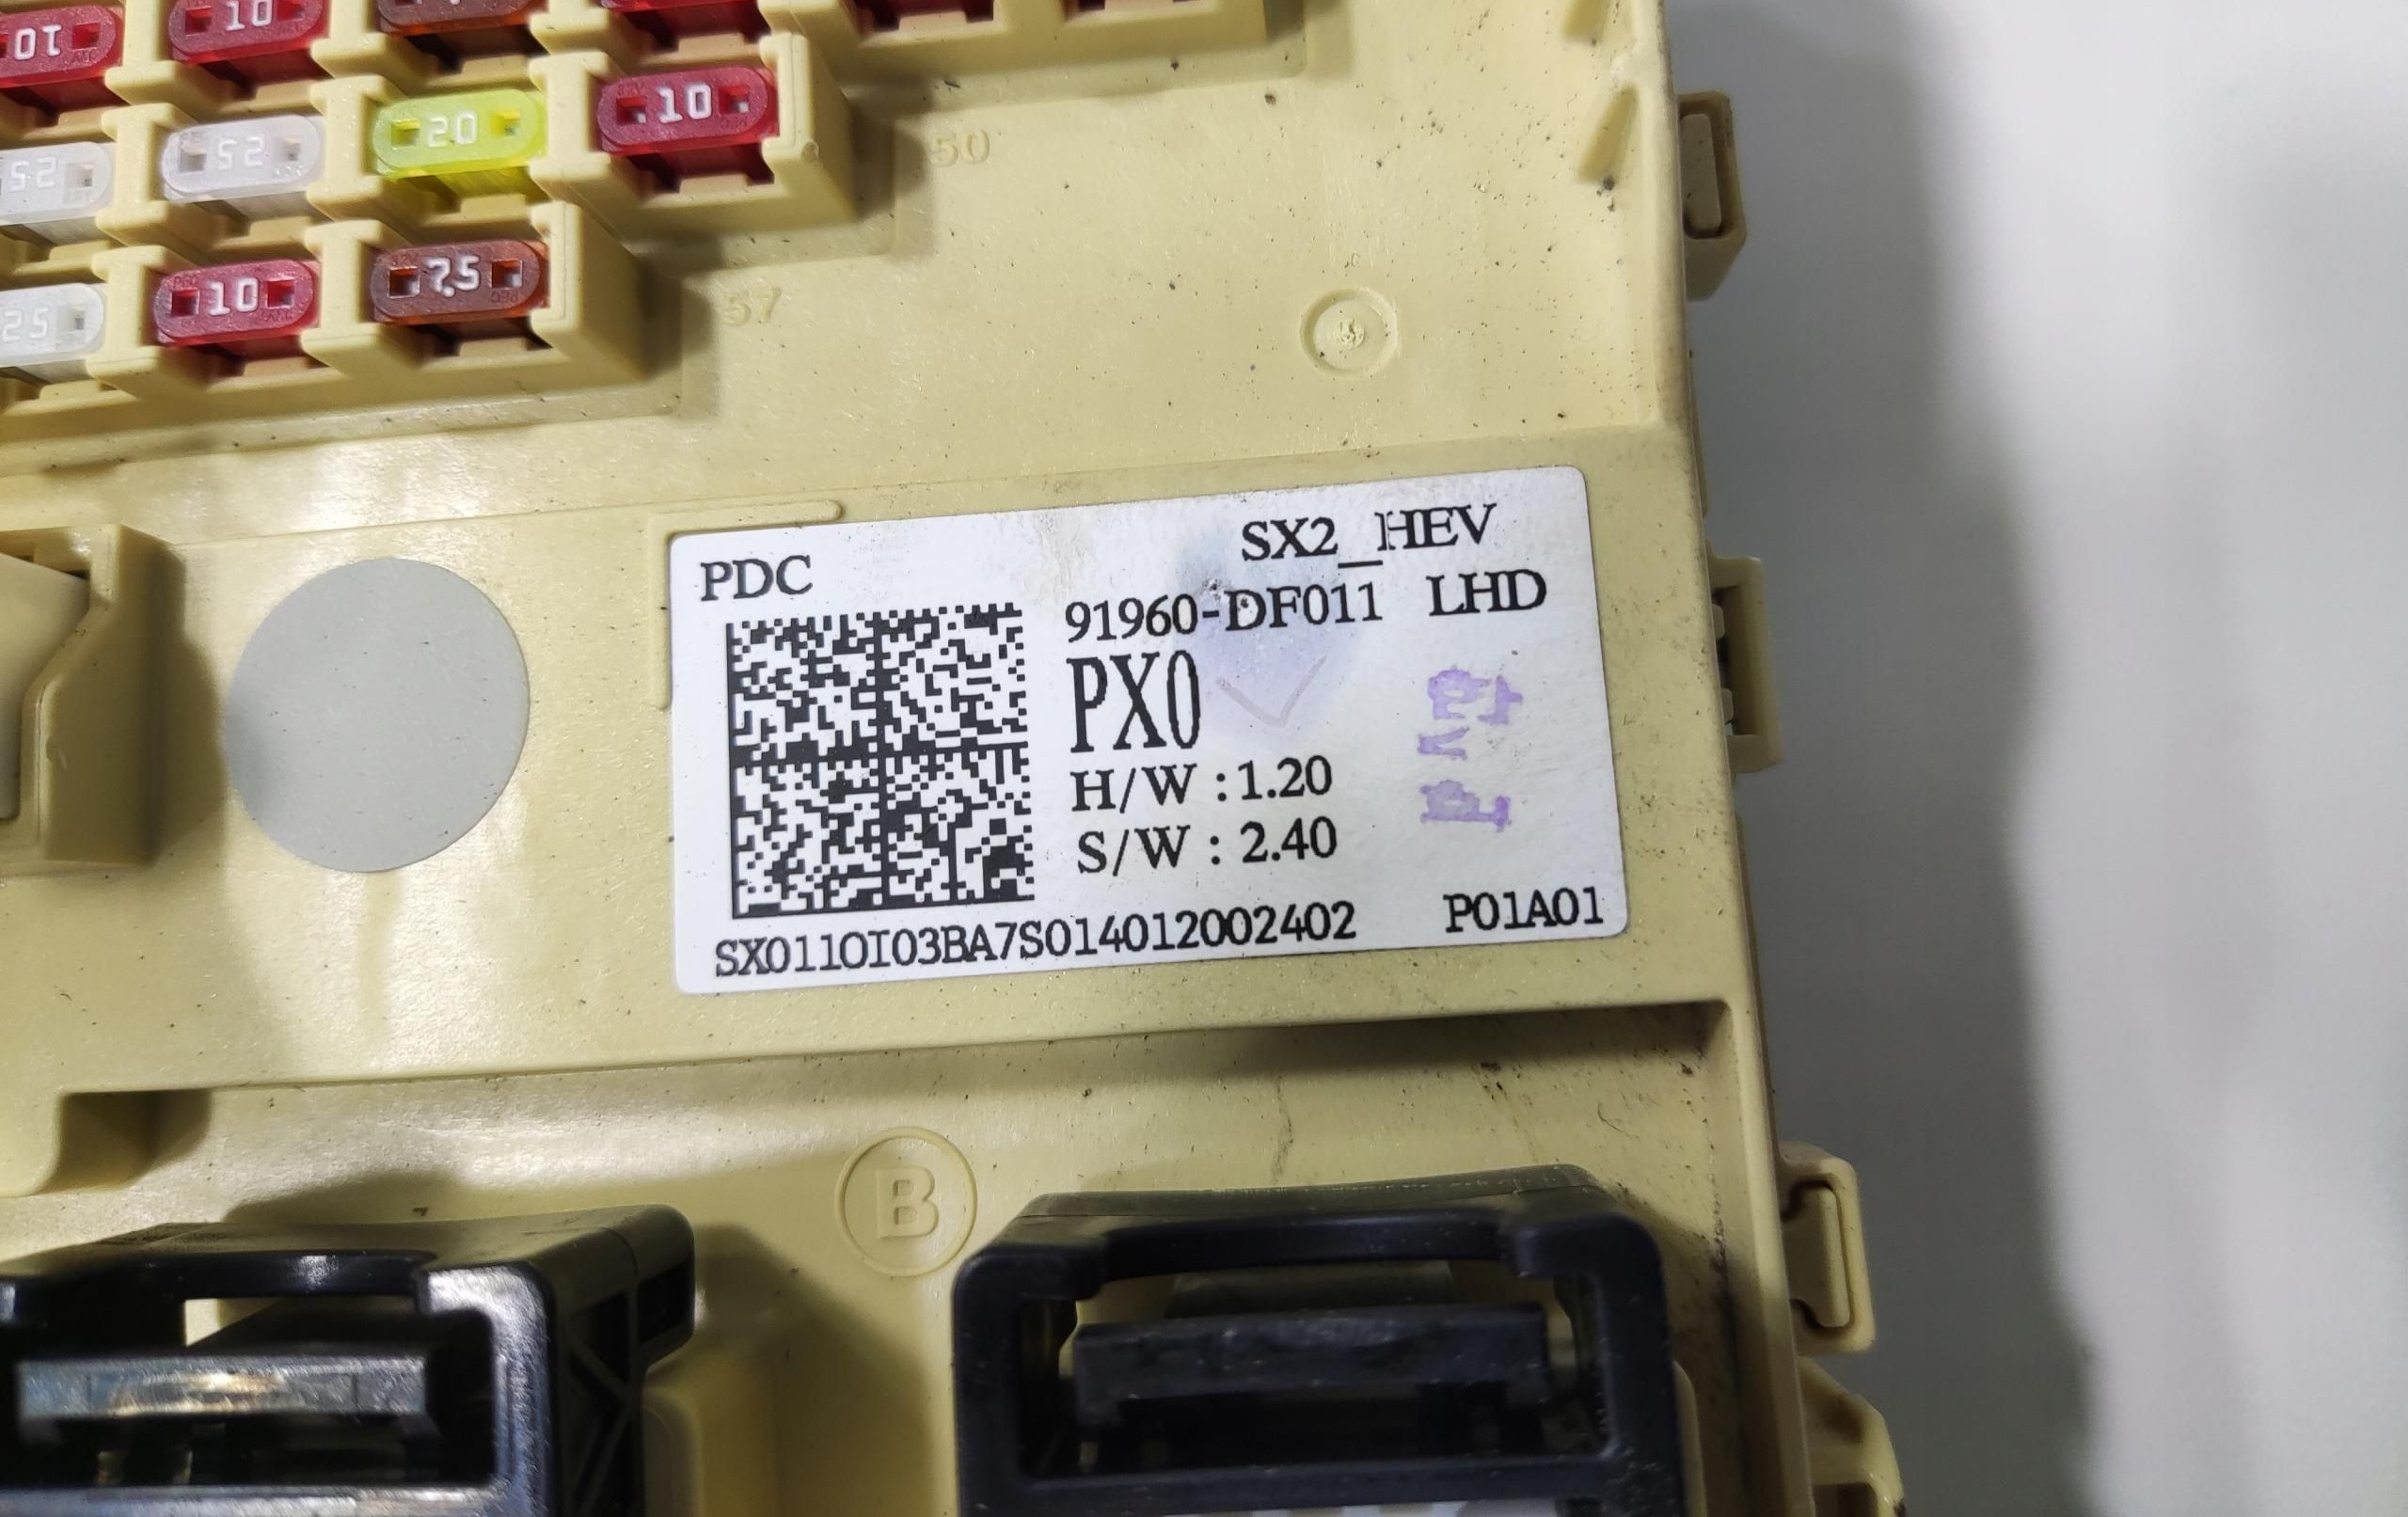 10 10
10
25 25 20
25 10 7.5
50
57
PDC SX2_HEV
91960-DF011 LHD
PX0
H/W : 1.20
S/W : 2.40
SX011OI03BA7S014012002402 P01A01
B